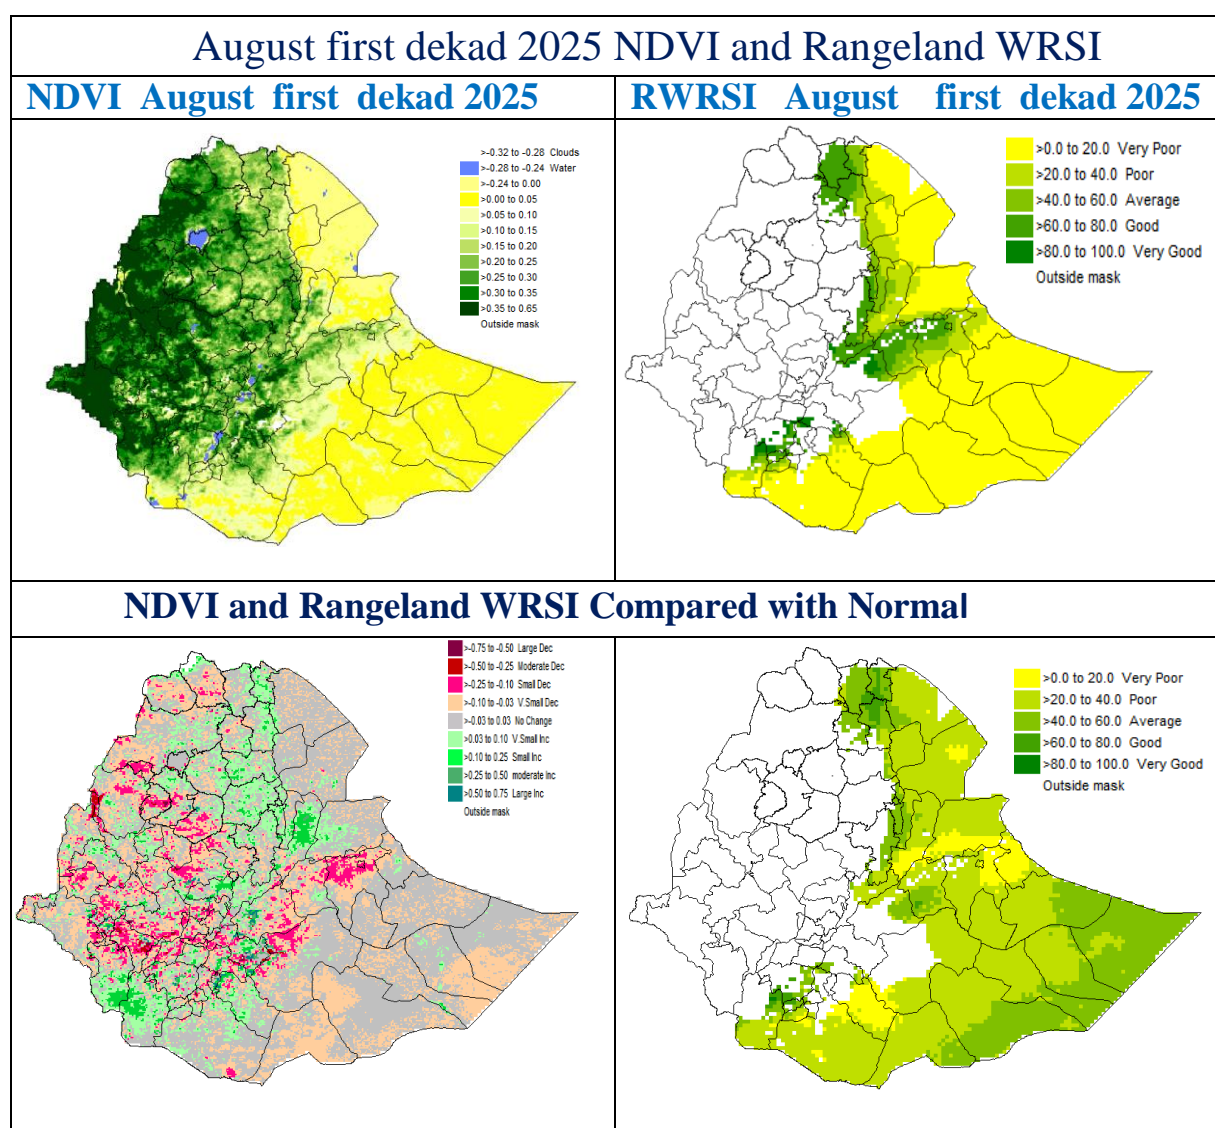 August first dekad 2025 NDVI and Rangeland WRSI
NDVI August first dekad 2025
RWRSI August first dekad 2025
>-0.32 to -0.28 Clouds
>-0.28 to -0.24 Water
>-0.24 to 0.00
>0.00 to 0.05
>0.05 to 0.10
>0.10 to 0.15
>0.15 to 0.20
>0.20 to 0.25
>0.25 to 0.30
>0.30 to 0.35
>0.35 to 0.65
Outside mask
>0.0 to 20.0 Very Poor
>20.0 to 40.0 Poor
>40.0 to 60.0 Average
>60.0 to 80.0 Good
>80.0 to 100.0 Very Good
Outside mask
NDVI and Rangeland WRSI Compared with Normal
>-0.75 to -0.50 Large Dec
>-0.50 to -0.25 Moderate Dec
>-0.25 to -0.10 Small Dec
>-0.10 to -0.03 V.Small Dec
>-0.03 to 0.03 No Change
>0.03 to 0.10 V.Small Inc
>0.10 to 0.25 Small Inc
>0.25 to 0.50 moderate Inc
>0.50 to 0.75 Large Inc
Outside mask
>0.0 to 20.0 Very Poor
>20.0 to 40.0 Poor
>40.0 to 60.0 Average
>60.0 to 80.0 Good
>80.0 to 100.0 Very Good
Outside mask